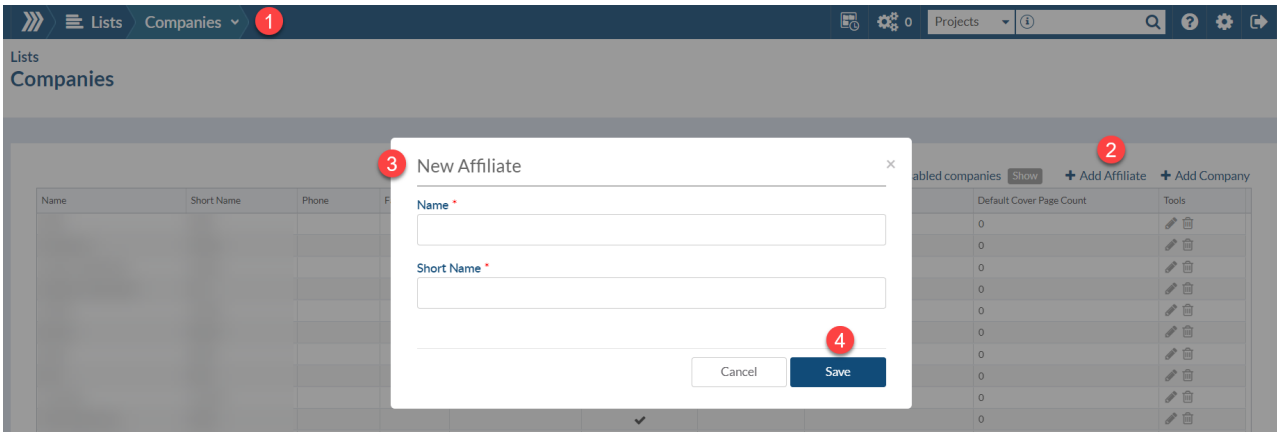 Lists Companies 1 0 Projects
Lists
Companies
2
3 New Affiliate ×
abled companies Show + Add Affiliate + Add Company
Name Short Name Phone F Default Cover Page Count Tools
Name *
0
0
Short Name *
0
0
0
0
4
0
Cancel Save
0
0
0